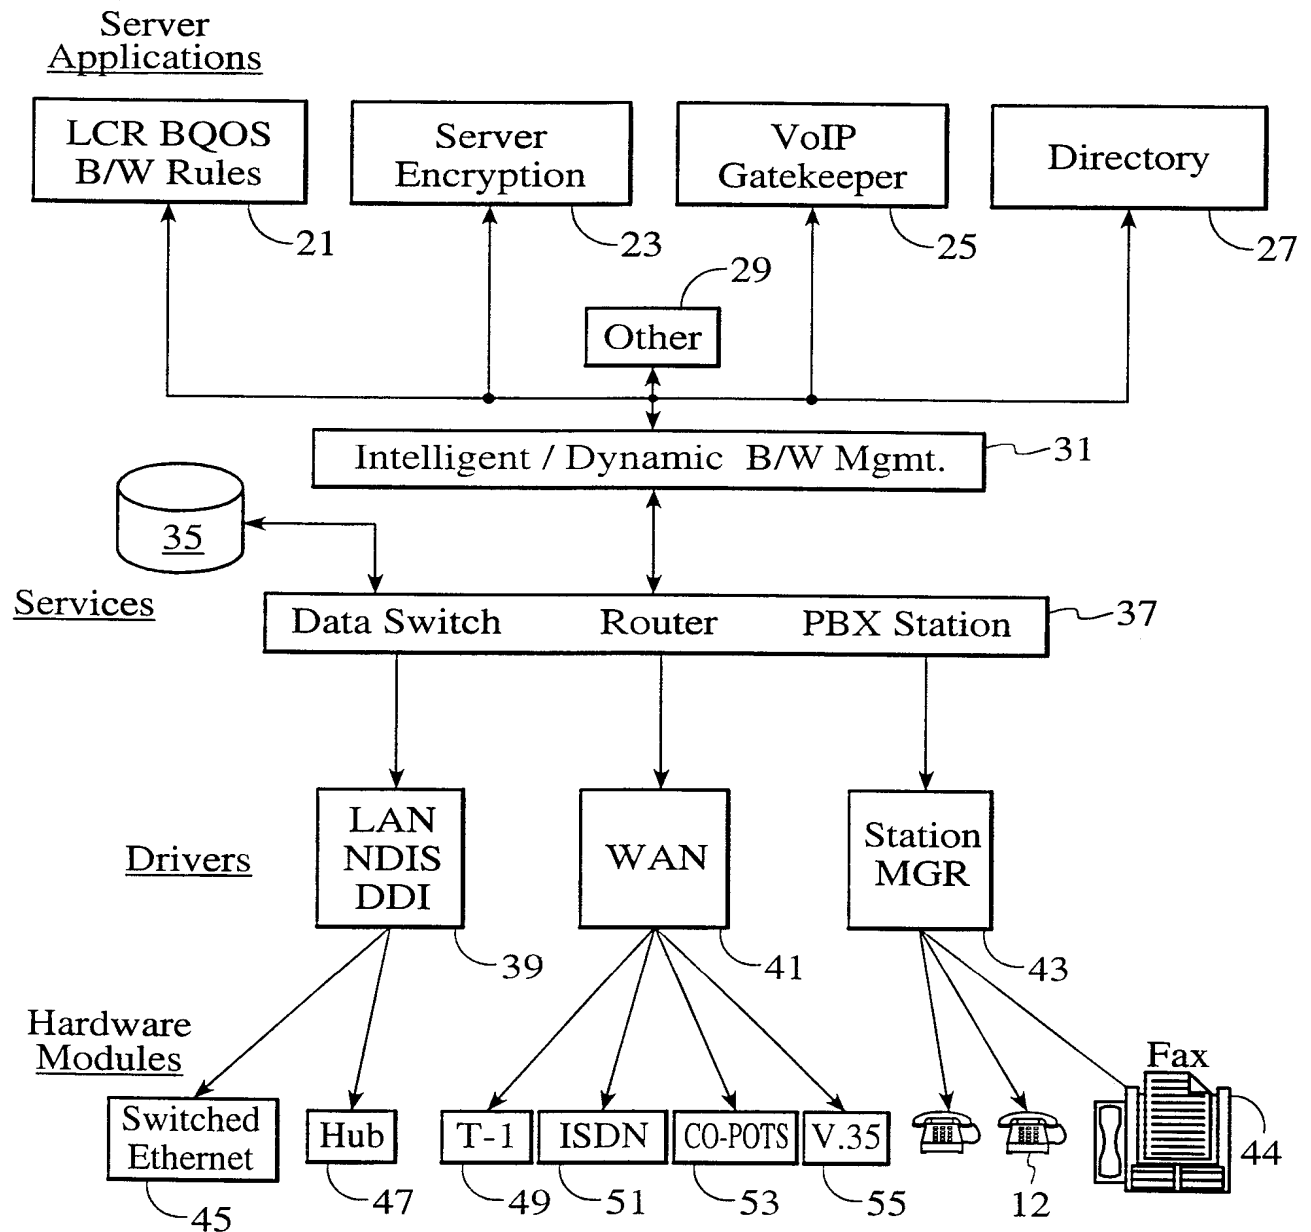 Server
Applications
LCR BQOS
B/W Rules
21
Server
Encryption
23
VoIP
Gatekeeper
25
Directory
27
29
Other
Intelligent / Dynamic B/W Mgmt.
31
35
Services
Data Switch Router PBX Station
37
Drivers
LAN
NDIS
DDI
39
WAN
41
Station
MGR
43
Hardware
Modules
Switched
Ethernet
45
Hub
47
T-1
49
ISDN
51
CO-POTS
53
V.35
55
12
Fax
44